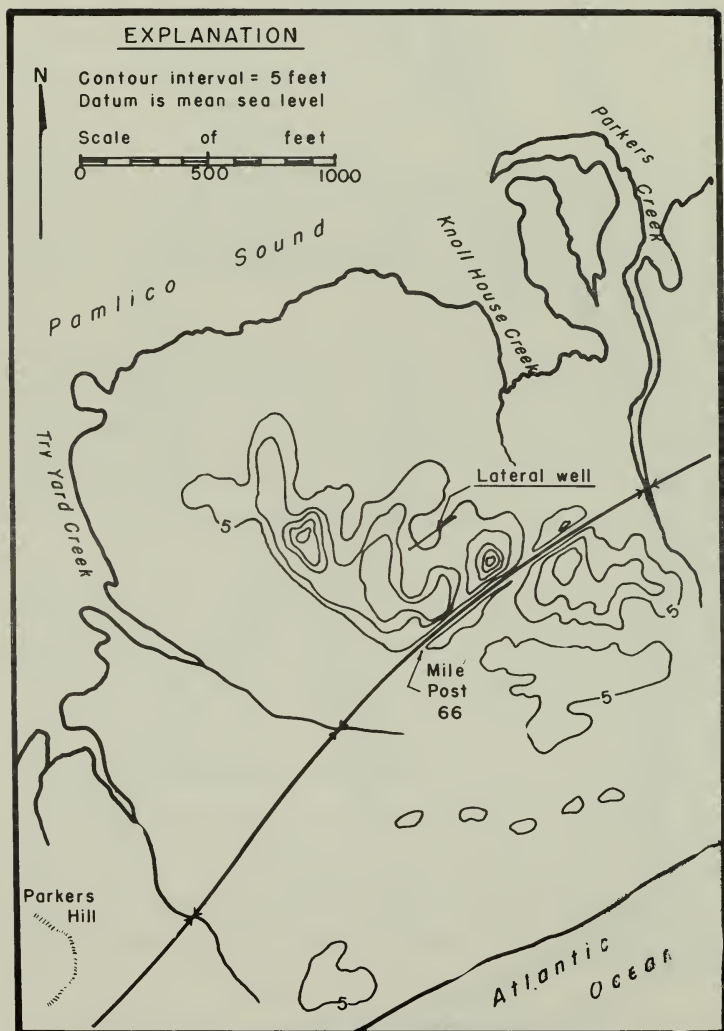 EXPLANATION
N
Contour interval = 5 feet
Datum is mean sea level
Scale of feet
0 500 1000
Parkers Creek
Pamlico Sound
Knoll House Creek
Try Yard Creek
Lateral well
5
5
Mile
Post
66
5
Parkers
Hill
5
Atlantic
Ocean